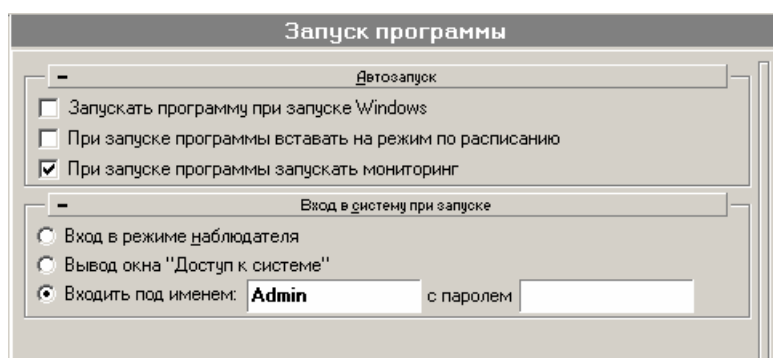 Запуск программы
Автозапуск
Запускать программу при запуске Windows
При запуске программы вставать на режим по расписанию
При запуске программы запускать мониторинг
Вход в систему при запуске
Вход в режиме наблюдателя
Вывод окна "Доступ к системе"
Входить под именем: Admin с паролем